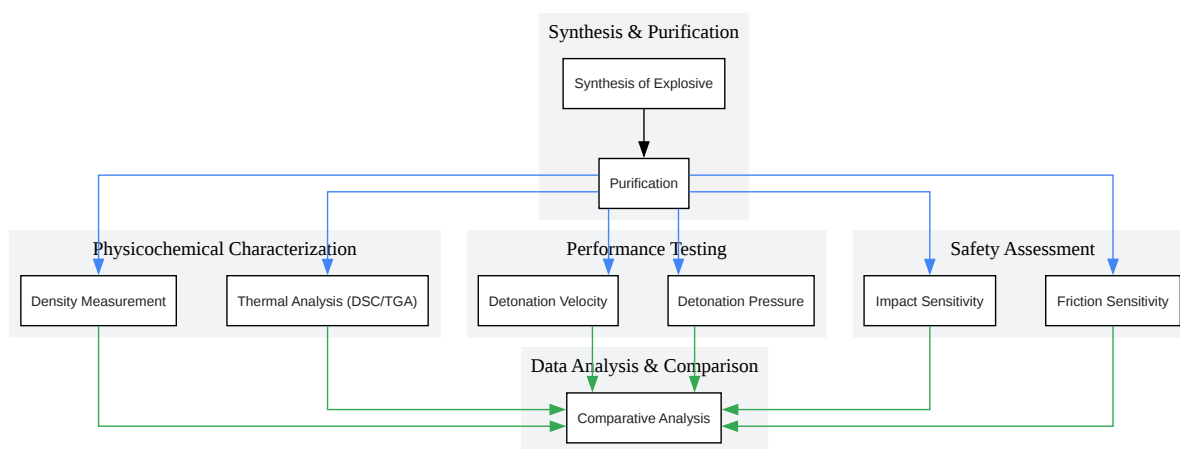 Synthesis & Purification
Synthesis of Explosive
Purification
Physicochemical Characterization
Performance Testing
Safety Assessment
Density Measurement
Thermal Analysis (DSC/TGA)
Detonation Velocity
Detonation Pressure
Impact Sensitivity
Friction Sensitivity
Data Analysis & Comparison
Comparative Analysis